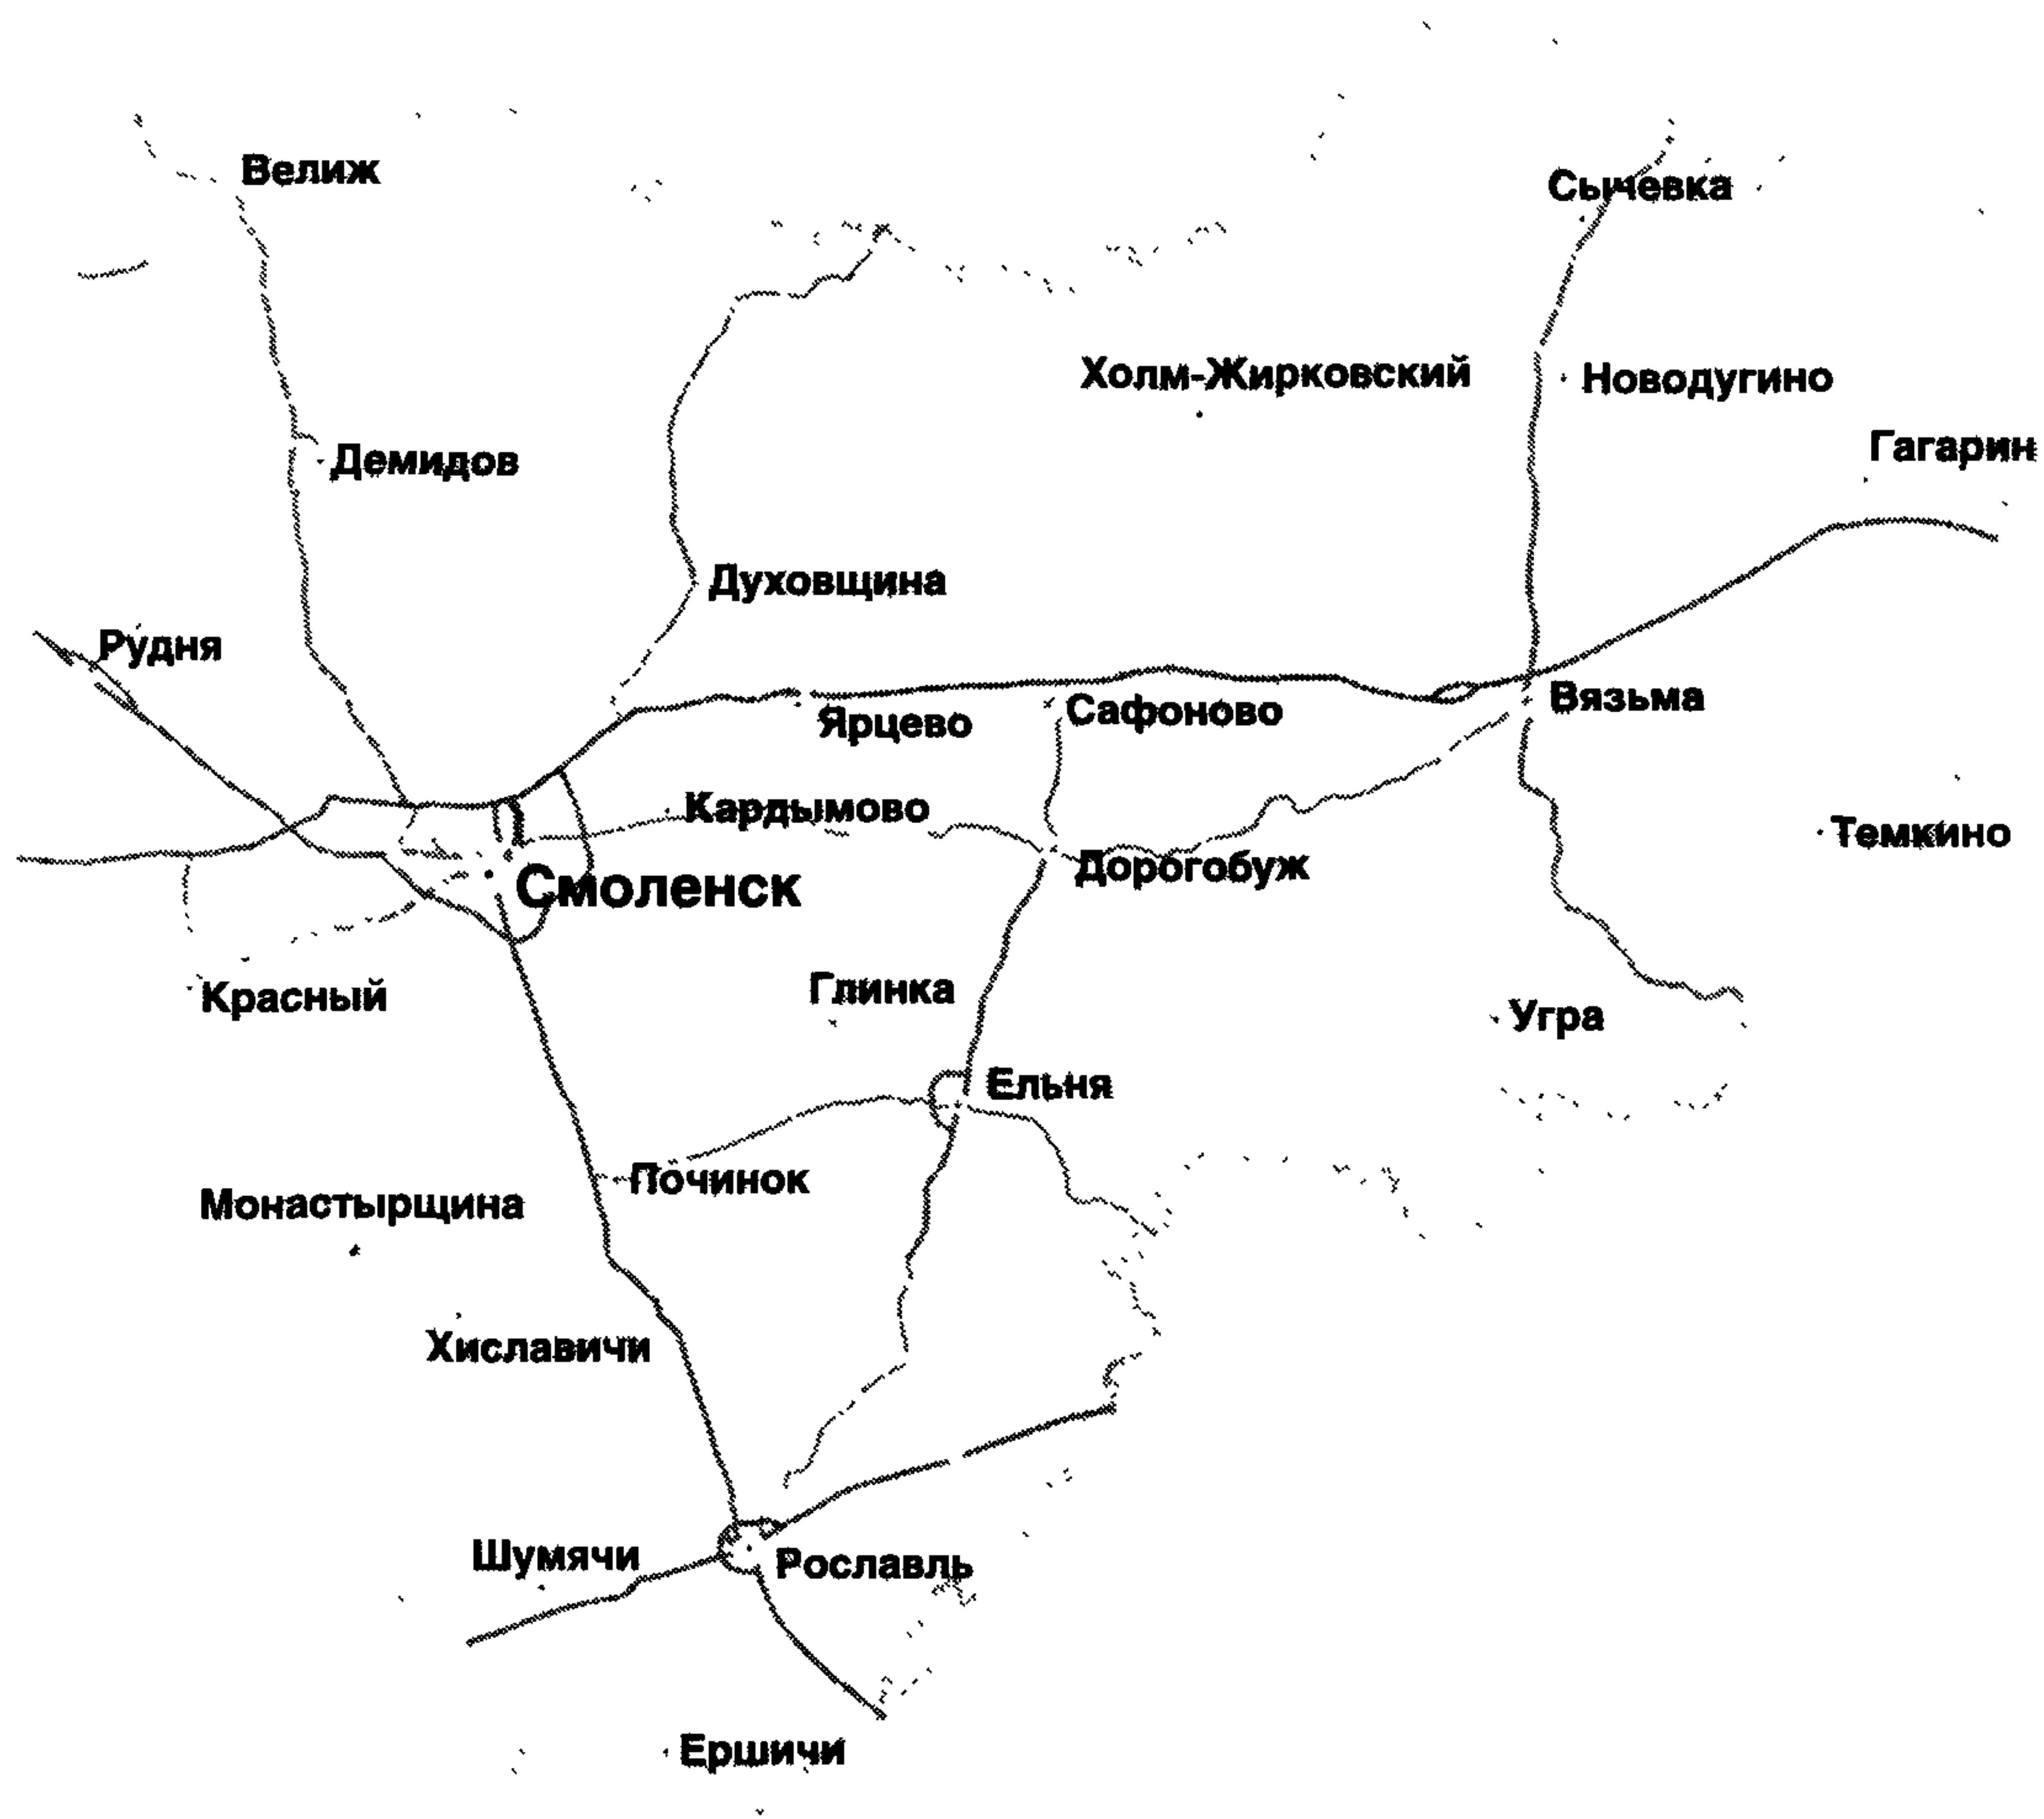 Велиж
Сычевка
Холм-Жирковский
Новодугино
Гагарин
Демидов
Духовщина
Рудня
Вязьма
Сафоново
Ярцево
Кардымово
Темкино
Дорогобуж
Смоленск
Глинка
Красный
Угра
Ельня
Починок
Монастырщина
Хиславичи
Шумячи
Рославль
Ершичи